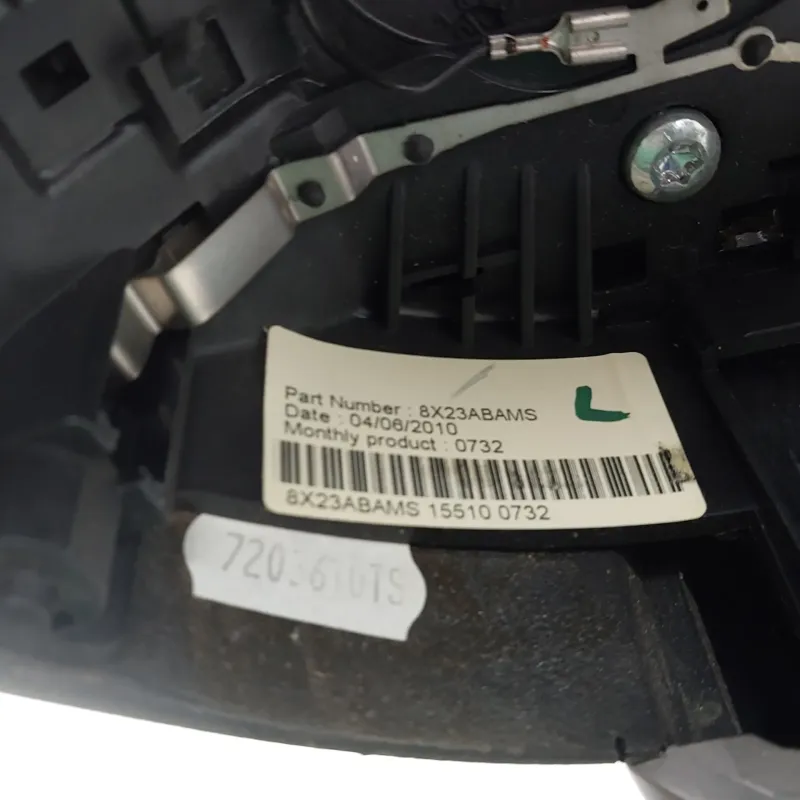 Part Number : 8X23ABAMS
Date : 04/06/2010
Monthly product : 0732
8X23ABAMS 15510 0732
L